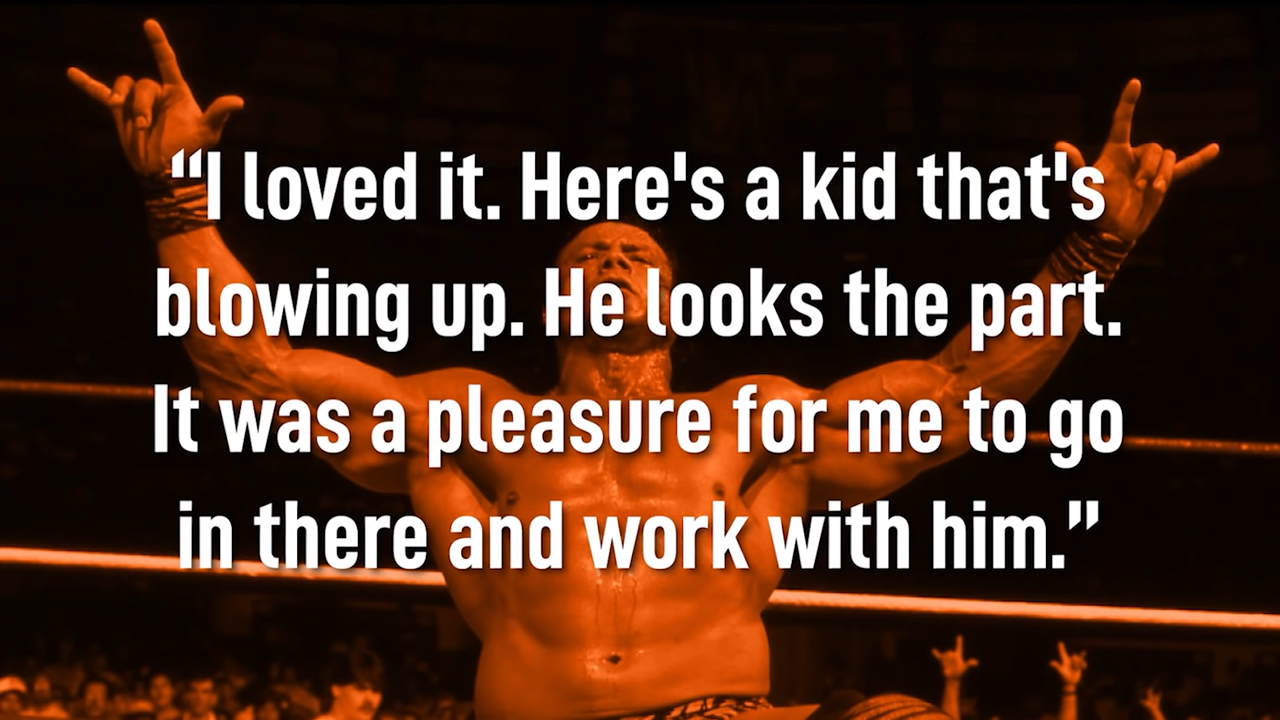 “I loved it. Here's a kid that's
blowing up. He looks the part.
It was a pleasure for me to go
in there and work with him.”